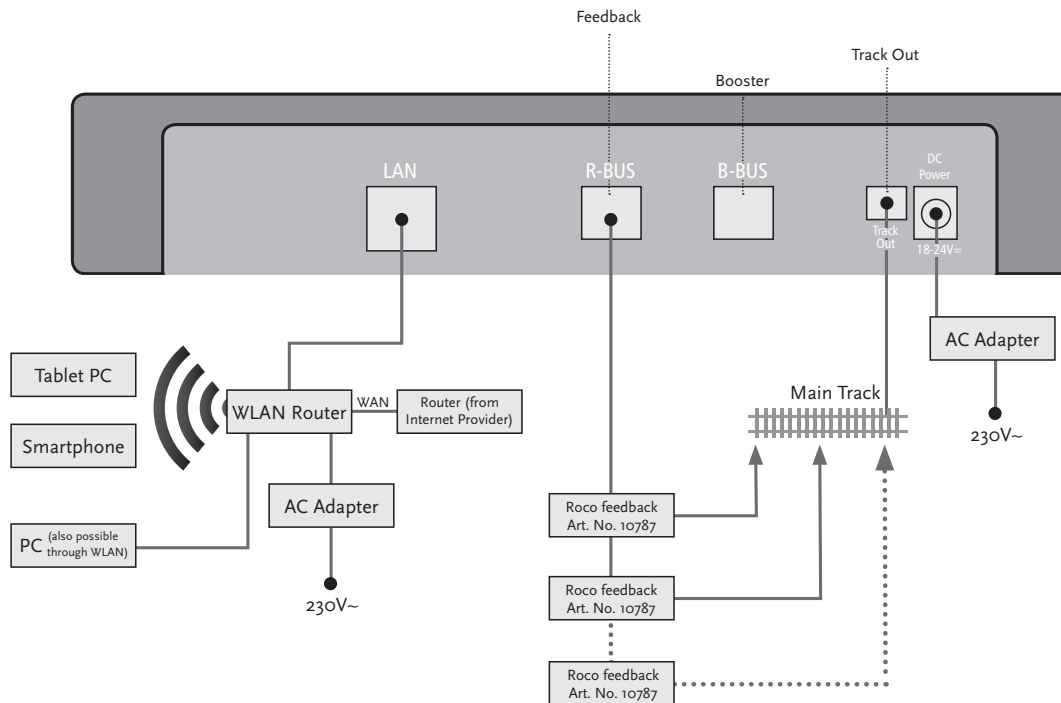 Feedback
Track Out
Booster
LAN
R-BUS
B-BUS
DC
Power
Track
Out
18-24V=
AC Adapter
230V~
Tablet PC
Smartphone
PC (also possible
through WLAN)
WLAN Router
WAN
Router (from
Internet Provider)
AC Adapter
230V~
Main Track
Roco feedback
Art. No. 10787
Roco feedback
Art. No. 10787
Roco feedback
Art. No. 10787